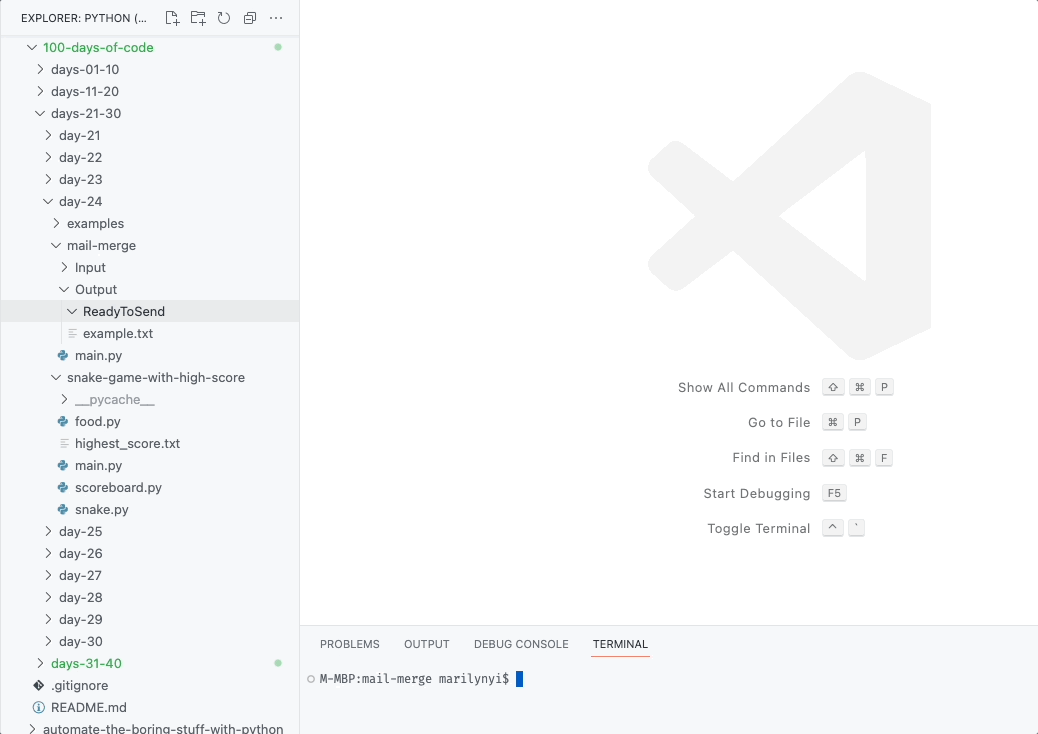 EXPLORER: PYTHON (...
100-days-of-code
days-01-10
days-11-20
days-21-30
day-21
day-22
day-23
day-24
examples
mail-merge
Input
Output
ReadyToSend
example.txt
main.py
snake-game-with-high-score
__pycache__
food.py
highest_score.txt
main.py
scoreboard.py
snake.py
day-25
day-26
day-27
day-28
day-29
day-30
days-31-40
.gitignore
README.md
automate-the-boring-stuff-with-python
Show All Commands ⇧ ⌘ P
Go to File ⌘ P
Find in Files ⇧ ⌘ F
Start Debugging F5
Toggle Terminal ^ `
PROBLEMS OUTPUT DEBUG CONSOLE TERMINAL
M-MBP:mail-merge marilynyi$